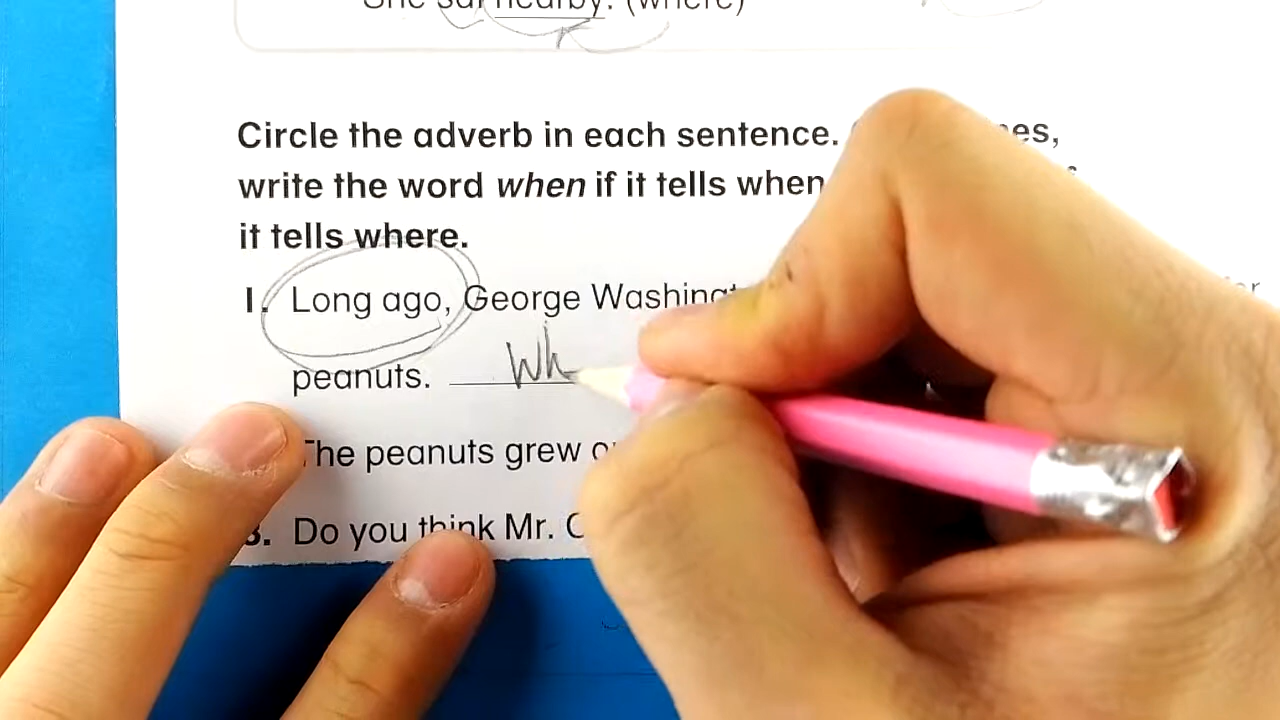 She sat nearby. (where)
Circle the adverb in each sentence.
write the word when if it tells when
it tells where.
1. Long ago, George Washingt
peanuts. Wh
The peanuts grew
3. Do you think Mr.